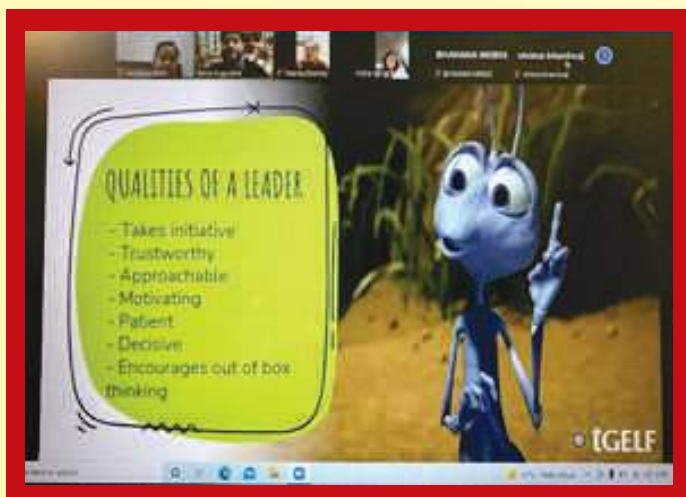 QUALITIES OF A LEADER
- Takes initiative
- Trustworthy
- Approachable
- Motivating
- Patient
- Decisive
- Encourages out of box
thinking
tGELF